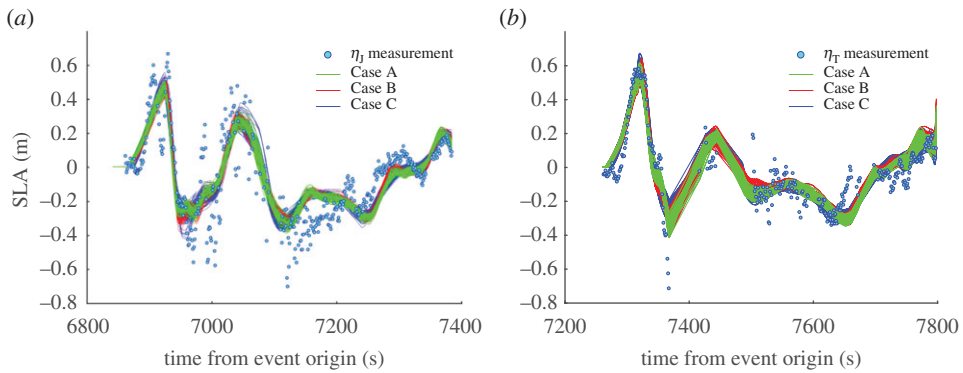 (a)
η_J measurement
Case A
Case B
Case C
0.6
0.4
0.2
0
–0.2
–0.4
–0.6
–0.8
SLA (m)
6800
7000
7200
7400
time from event origin (s)
(b)
η_T measurement
Case A
Case B
Case C
0.6
0.4
0.2
0
–0.2
–0.4
–0.6
–0.8
7200
7400
7600
7800
time from event origin (s)